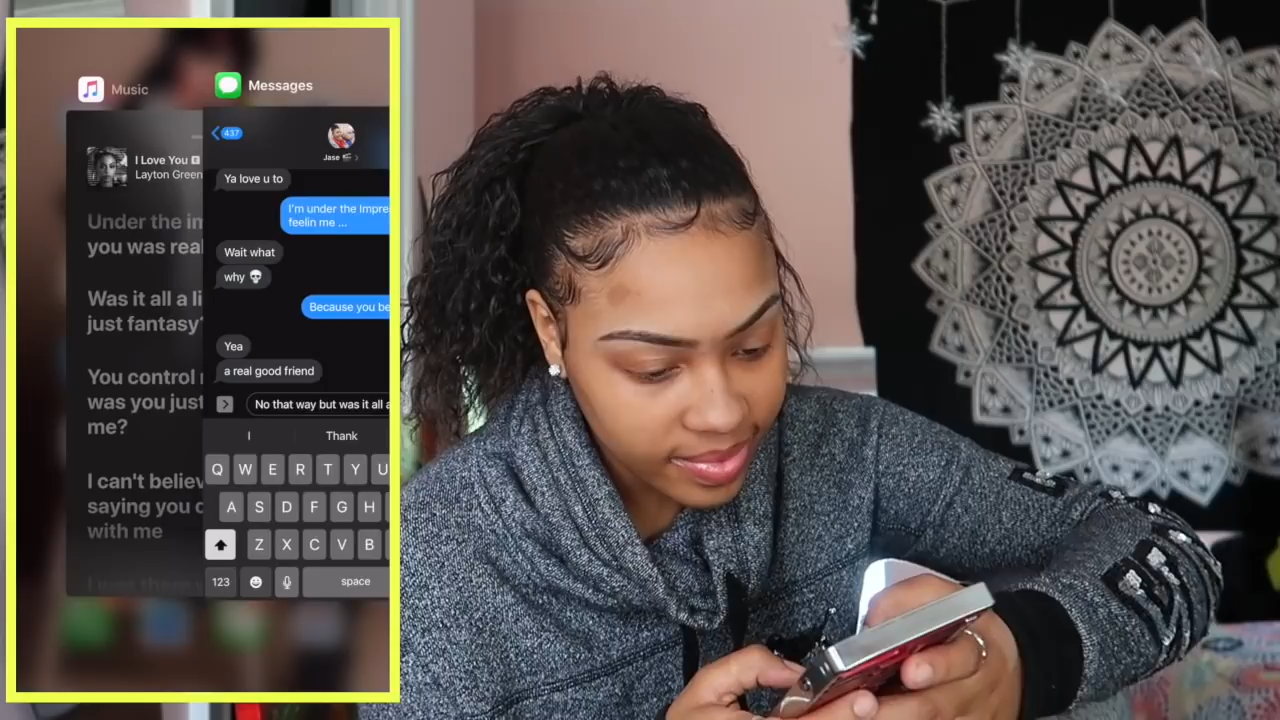 Music
I Love You E
Layton Green
Under the im
you was real
Was it all a li
just fantasy?
You control
was you just
me?
I can't believ
saying you
with me
Messages
437
Jase
Ya love u to
I'm under the Impre
feelin me ...
Wait what
why 💀
Because you be
Yea
a real good friend
No that way but was it all a
I Thank
Q W E R T Y U
A S D F G H
Z X C V B
123 space